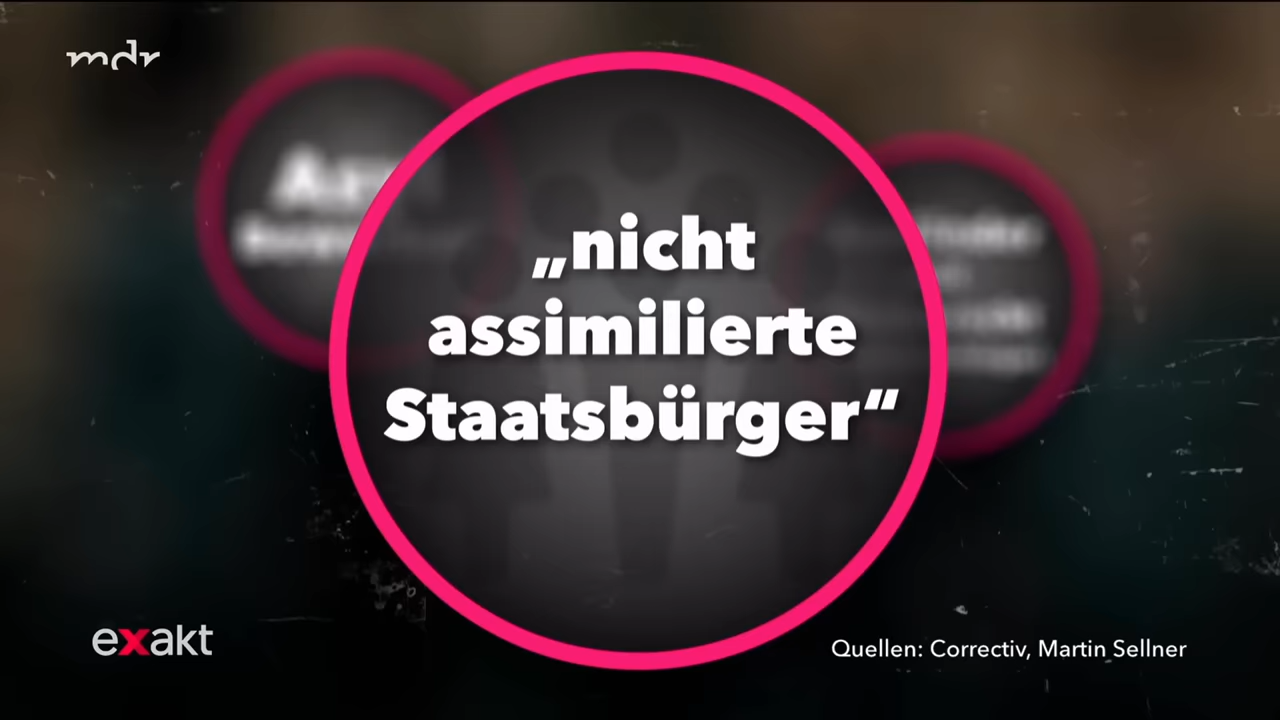 mdr
„nicht
assimilierte
Staatsbürger“
exakt
Quellen: Correctiv, Martin Sellner